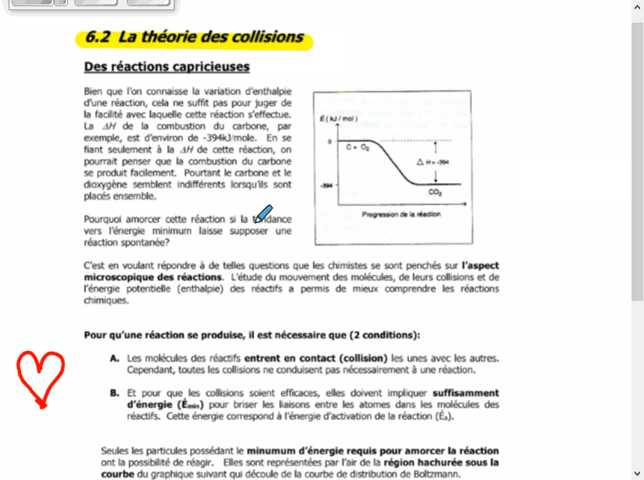 6.2 La théorie des collisions
Des réactions capricieuses
Bien que l'on connaisse la variation d'enthalpie
d'une réaction, cela ne suffit pas pour juger de
la facilité avec laquelle cette réaction s'effectue.
La ΔH de la combustion du carbone, par
exemple, est d'environ de -394kJ/mole. En se
fiant seulement à la ΔH de cette réaction, on
pourrait penser que la combustion du carbone
se produit facilement. Pourtant le carbone et le
dioxygène semblent indifférents lorsqu'ils sont
placés ensemble.
E (kJ/mol)
0
C + O₂
Δ H = -394
-394
CO₂
Progression de la réaction
Pourquoi amorcer cette réaction si la
vers l'énergie minimum laisse supposer une
réaction spontanée?
C'est en voulant répondre à de telles questions que les chimistes se sont penchés sur l'aspect
microscopique des réactions. L'étude du mouvement des molécules, de leurs collisions et de
l'énergie potentielle (enthalpie) des réactifs a permis de mieux comprendre les réactions
chimiques.
Pour qu'une réaction se produise, il est nécessaire que (2 conditions):
A. Les molécules des réactifs entrent en contact (collision) les unes avec les autres.
Cependant, toutes les collisions ne conduisent pas nécessairement à une réaction.
B. Et pour que les collisions soient efficaces, elles doivent impliquer suffisamment
d'énergie (Émin) pour briser les liaisons entre les atomes dans les molécules des
réactifs. Cette énergie correspond à l'énergie d'activation de la réaction (Éa).
Seules les particules possédant le minumum d'énergie requis pour amorcer la réaction
ont la possibilité de réagir. Elles sont représentées par l'air de la région hachurée sous la
courbe du graphique suivant qui découle de la courbe de distribution de Boltzmann.